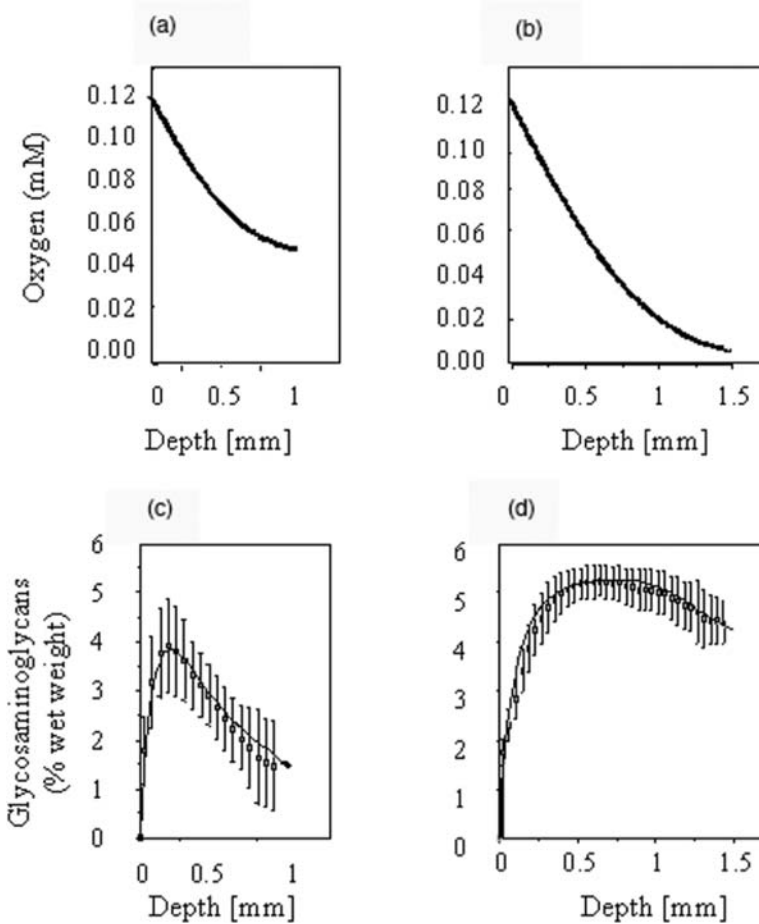 (a)
(b)
Oxygen (mM)
0.12
0.10
0.08
0.06
0.04
0.02
0.00
0 0.5 1
Depth [mm]
0.12
0.10
0.08
0.06
0.04
0.02
0.00
0 0.5 1 1.5
Depth [mm]
(c)
(d)
Glycosaminoglycans
(% wet weight)
6
5
4
3
2
1
0
0 0.5 1
Depth [mm]
6
5
4
3
2
1
0
0 0.5 1 1.5
Depth [mm]